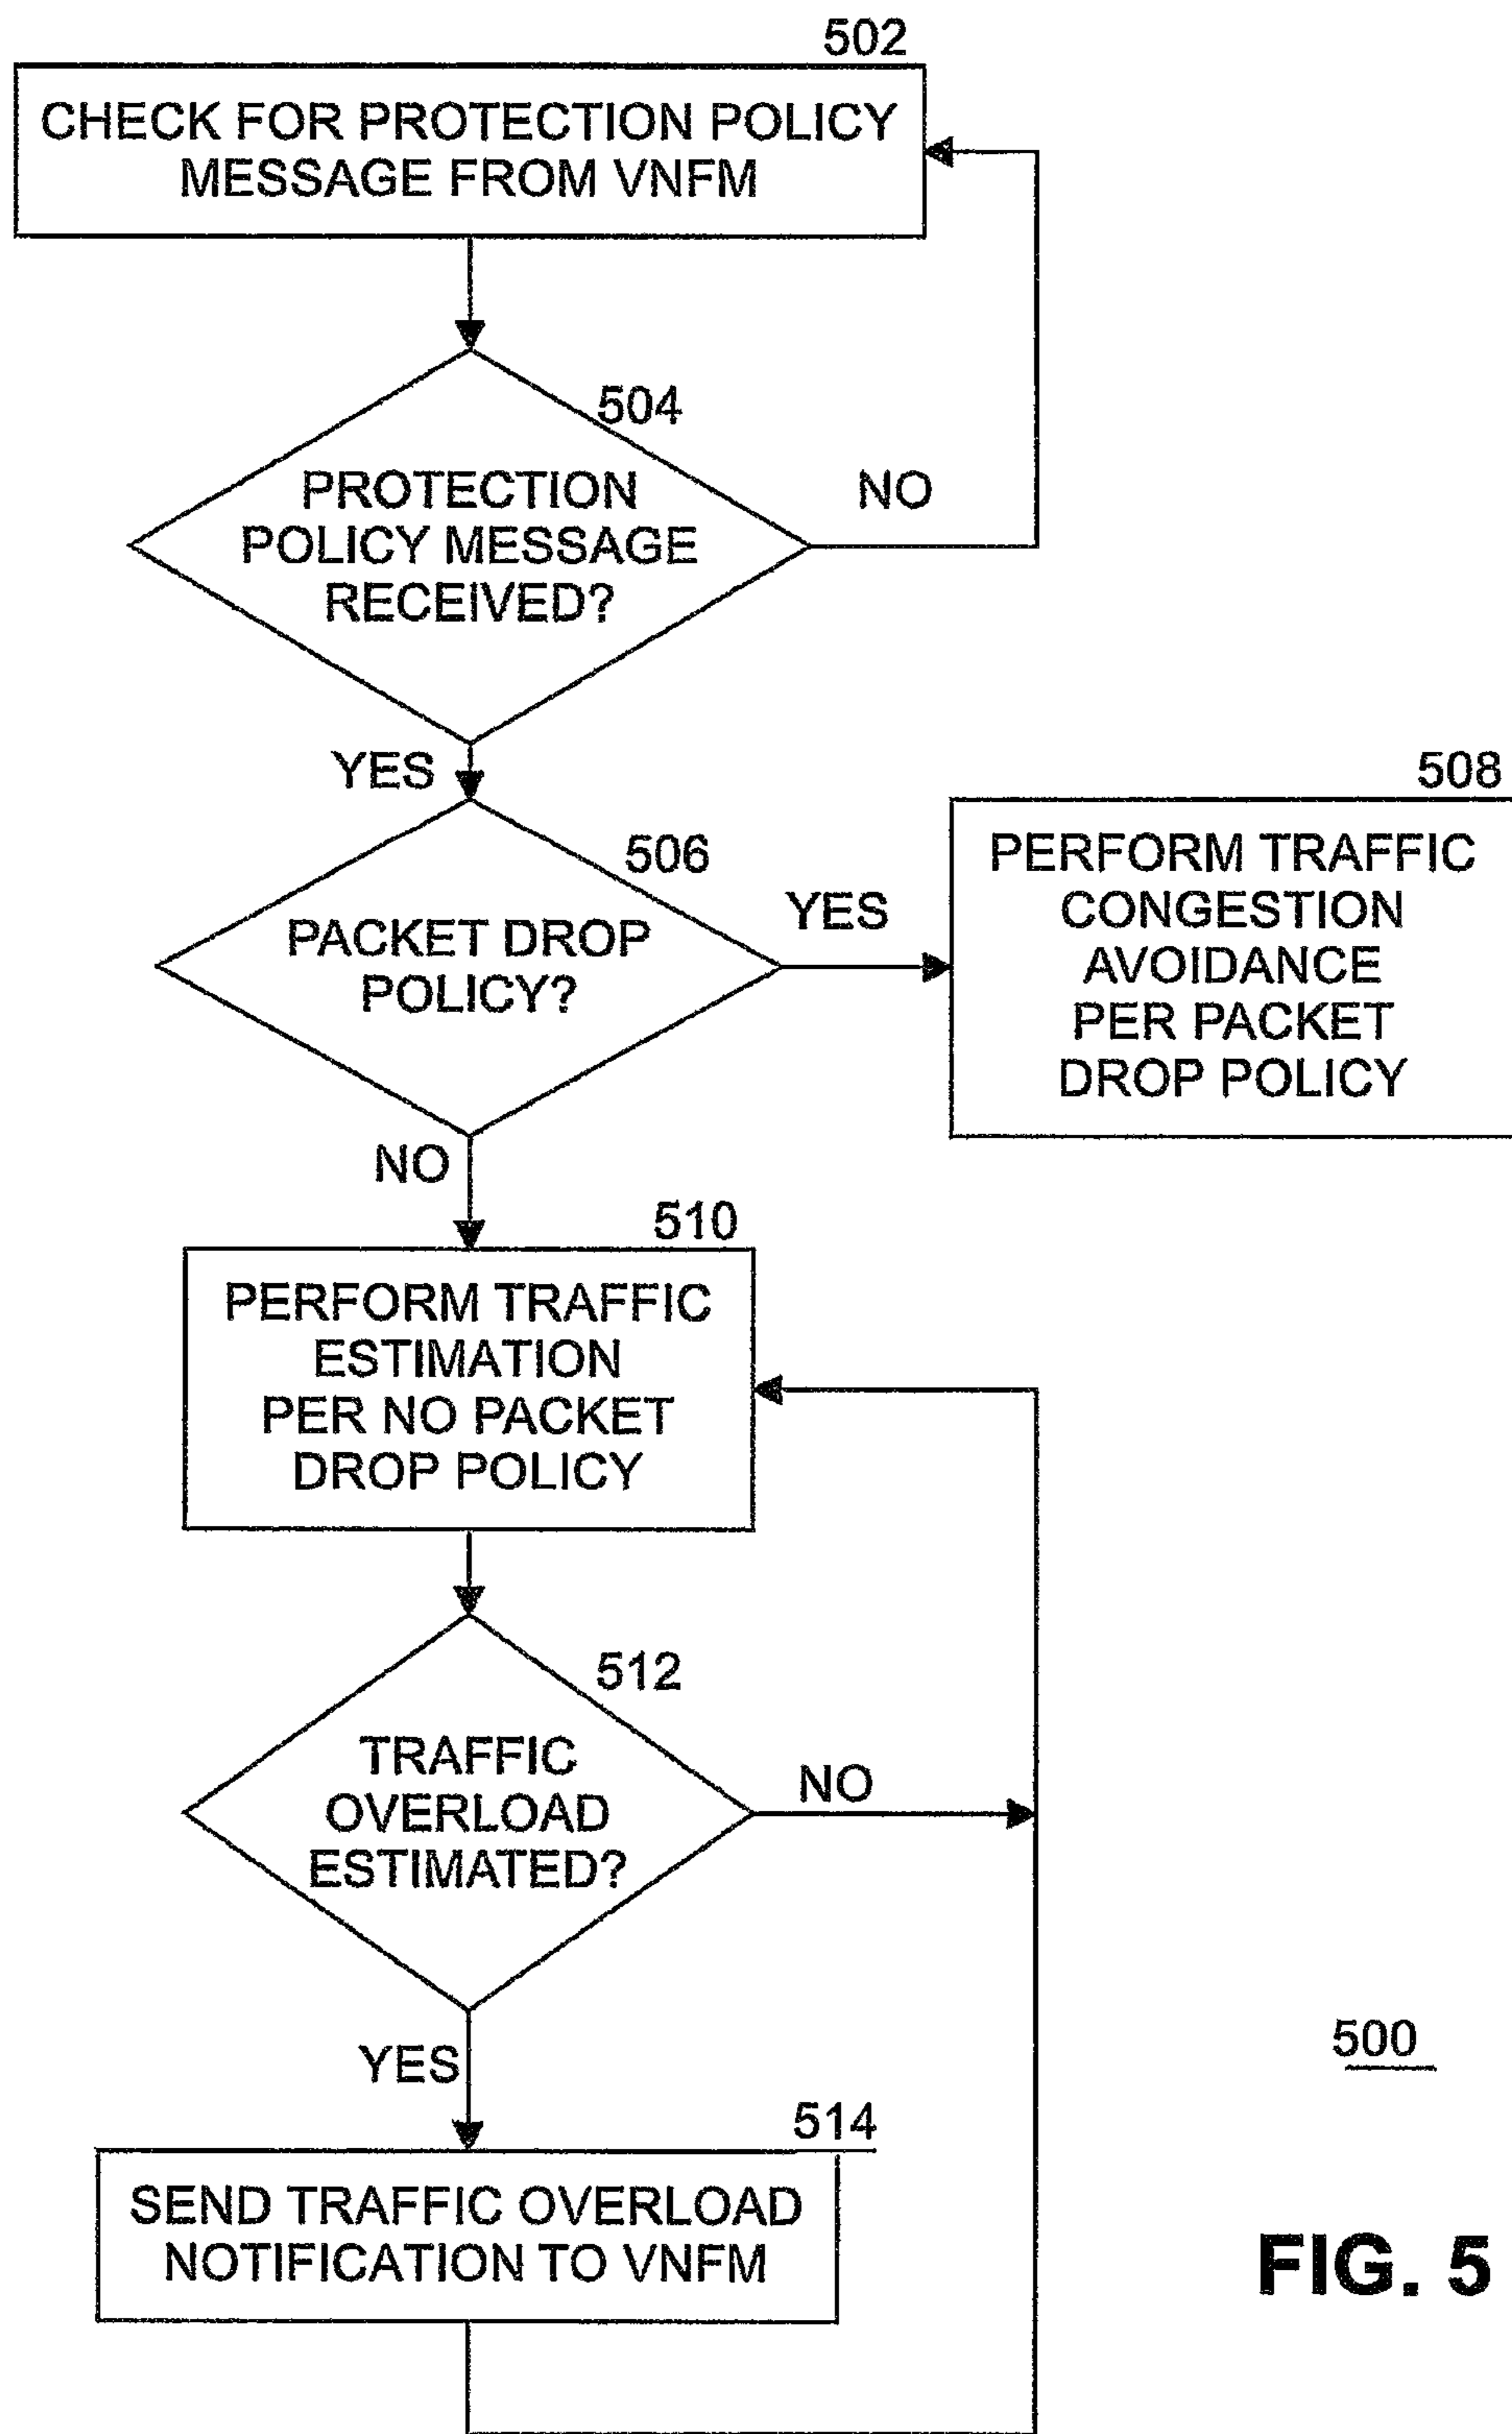 502
CHECK FOR PROTECTION POLICY
MESSAGE FROM VNFM
504
PROTECTION
POLICY MESSAGE
RECEIVED?
NO
YES
506
PACKET DROP
POLICY?
YES
508
PERFORM TRAFFIC
CONGESTION
AVOIDANCE
PER PACKET
DROP POLICY
NO
510
PERFORM TRAFFIC
ESTIMATION
PER NO PACKET
DROP POLICY
512
TRAFFIC
OVERLOAD
ESTIMATED?
NO
YES
514
SEND TRAFFIC OVERLOAD
NOTIFICATION TO VNFM
500
FIG. 5